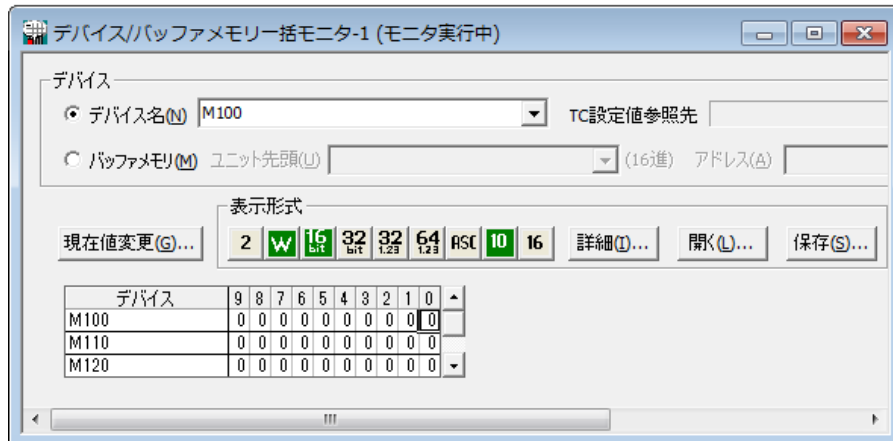 デバイス/バッファメモリ一括モニタ-1 (モニタ実行中)
デバイス
デバイス名(N) M100 TC設定値参照先
バッファメモリ(M) ユニット先頭(U) (16進) アドレス(A)
表示形式
現在値変更(G)... 2 W 16bit 32bit 32 1.23 64 1.23 ASC 10 16 詳細(I)... 開く(L)... 保存(S)...
デバイス 9 8 7 6 5 4 3 2 1 0
M100 0 0 0 0 0 0 0 0 0 0
M110 0 0 0 0 0 0 0 0 0 0
M120 0 0 0 0 0 0 0 0 0 0